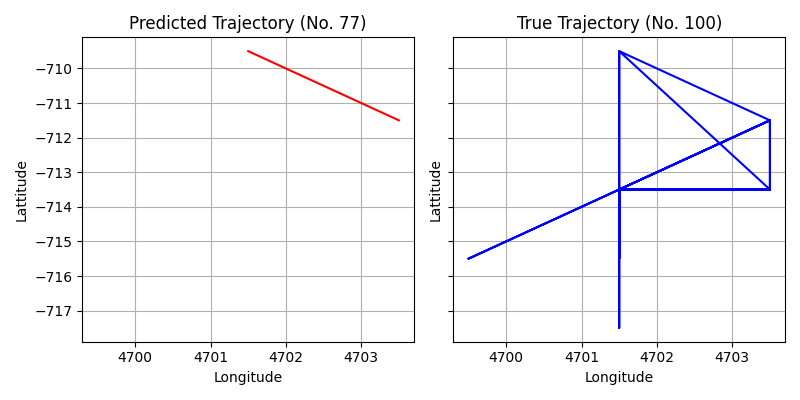 Predicted Trajectory (No. 77)
True Trajectory (No. 100)
Lattitude
−710
−711
−712
−713
−714
−715
−716
−717
4700
4701
4702
4703
Longitude
Lattitude
4700
4701
4702
4703
Longitude